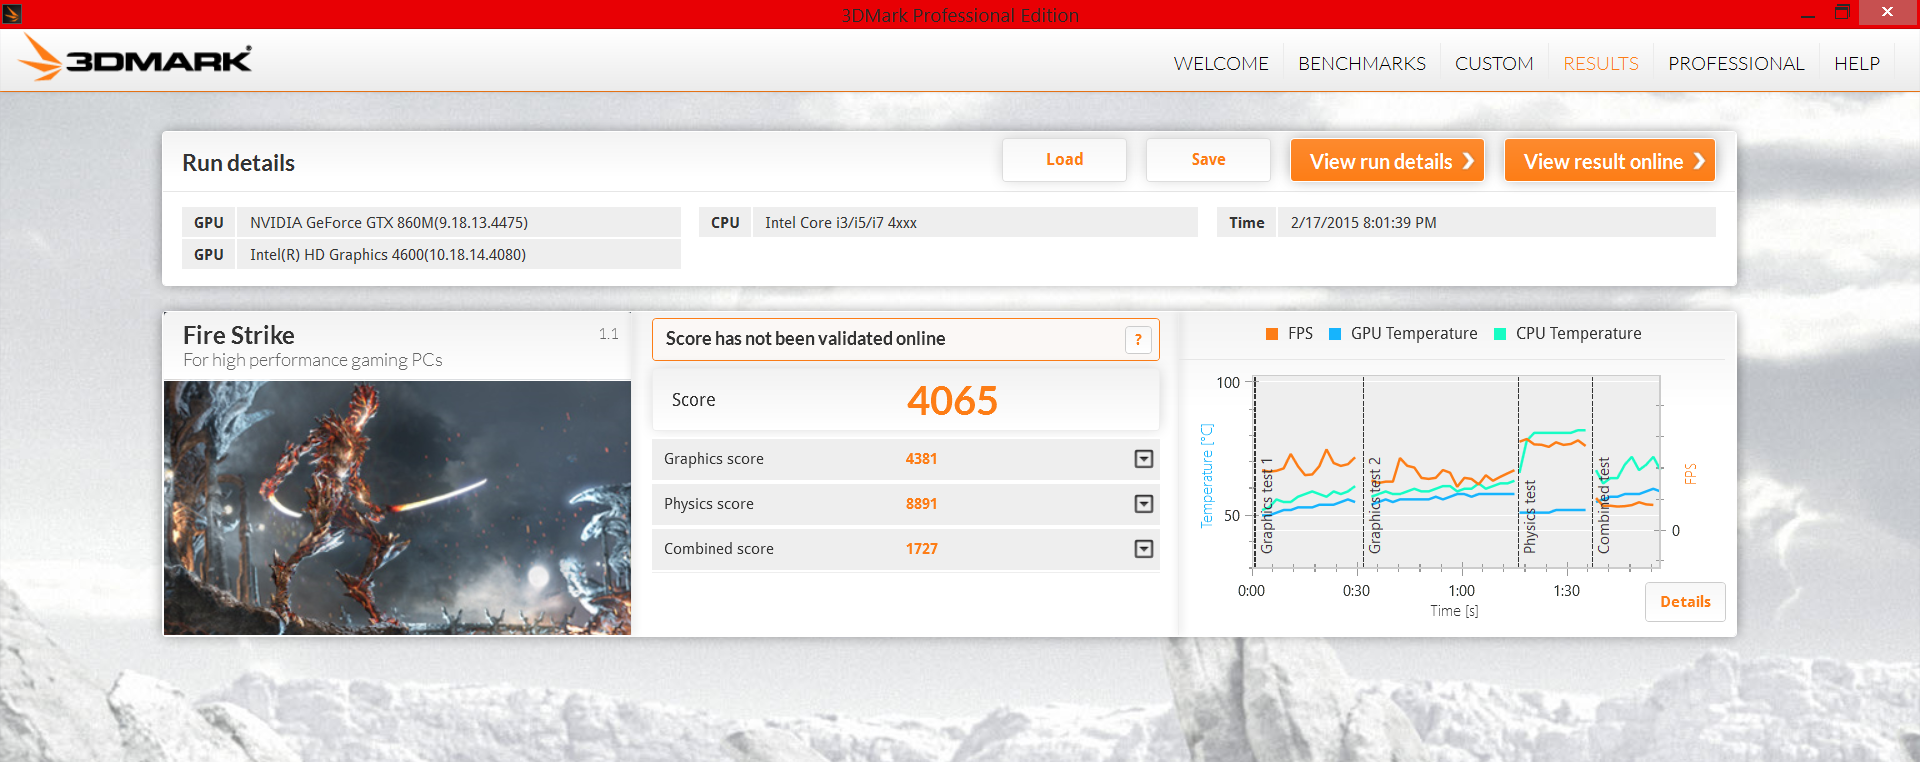 3DMark Professional Edition
3DMARK
WELCOME BENCHMARKS CUSTOM RESULTS PROFESSIONAL HELP
Run details
Load Save View run details View result online
GPU NVIDIA GeForce GTX 860M(9.18.13.4475) CPU Intel Core i3/i5/i7 4xxx Time 2/17/2015 8:01:39 PM
GPU Intel(R) HD Graphics 4600(10.18.14.4080)
Fire Strike 1.1
For high performance gaming PCs
Score has not been validated online ?
Score 4065
Graphics score 4381
Physics score 8891
Combined score 1727
FPS GPU Temperature CPU Temperature
100
50
0
Temperature [°C]
FPS
Graphics test 1
Graphics test 2
Physics test
Combined test
0:00 0:30 1:00 1:30
Time [s]
Details